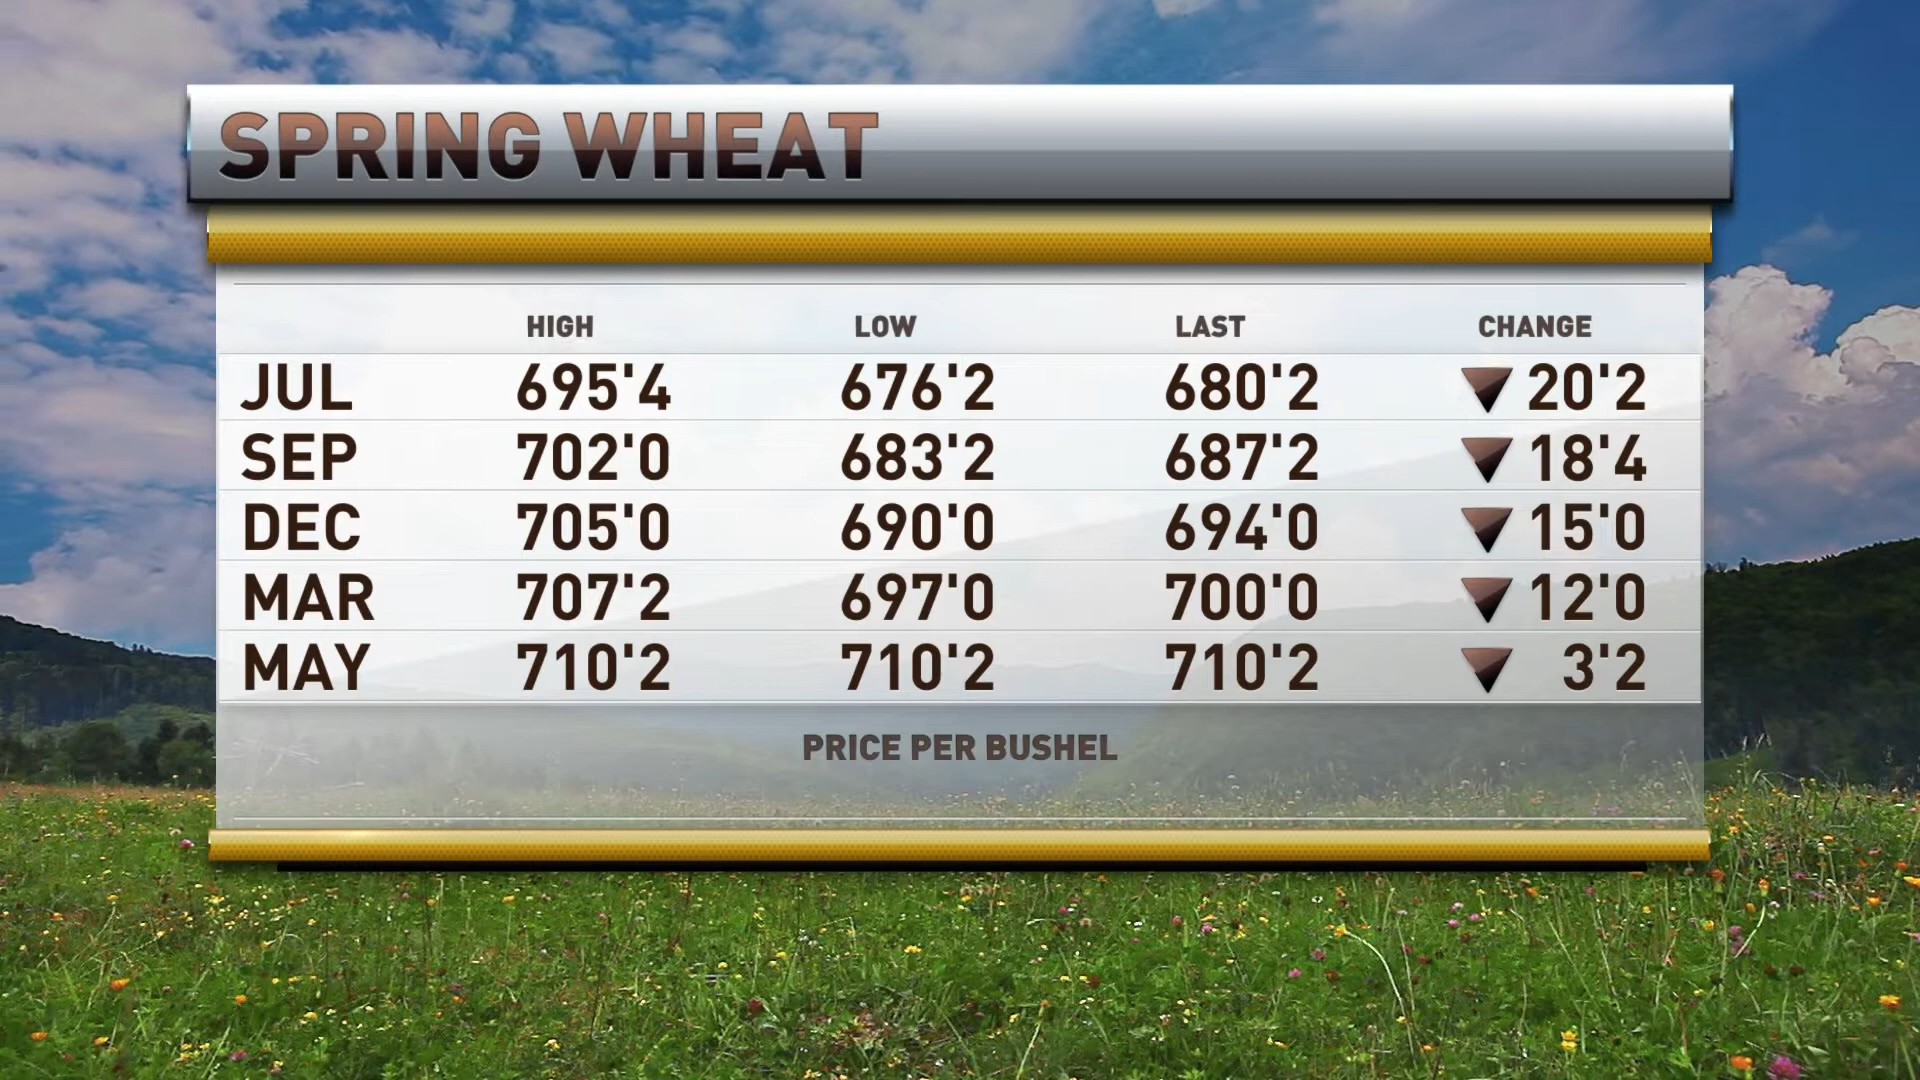 SPRING WHEAT
HIGH LOW LAST CHANGE
JUL 695'4 676'2 680'2 ▼ 20'2
SEP 702'0 683'2 687'2 ▼ 18'4
DEC 705'0 690'0 694'0 ▼ 15'0
MAR 707'2 697'0 700'0 ▼ 12'0
MAY 710'2 710'2 710'2 ▼ 3'2
PRICE PER BUSHEL